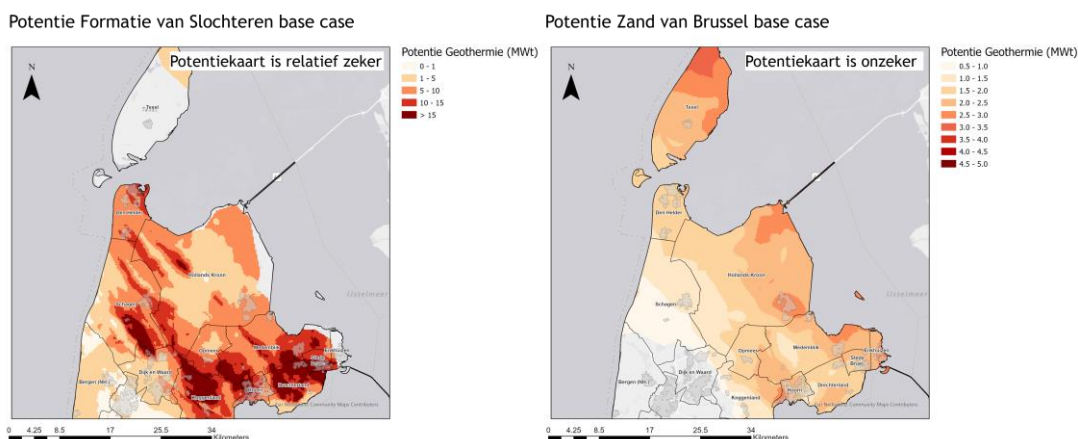 Potentie Formatie van Slochteren base case
Potentiekaart is relatief zeker
N
Potentie Geothermie (MWt)
0 - 1
1 - 5
5 - 10
10 - 15
> 15
Texel
Den Helder
Hollands Kroon
Schagen
Opmeer
Medemblik
Enkhuizen
Stede Broec
Dijk en Waard
Bergen (NH.)
Hoorn
Drechterland
Koggenland
IJsselmeer
Community Maps Contributors
0 4.25 8.5 17 25.5 34
Kilometers
Potentie Zand van Brussel base case
Potentiekaart is onzeker
N
Potentie Geothermie (MWt)
0.5 - 1.0
1.0 - 1.5
1.5 - 2.0
2.0 - 2.5
2.5 - 3.0
3.0 - 3.5
3.5 - 4.0
4.0 - 4.5
4.5 - 5.0
Texel
Den Helder
Hollands Kroon
Schagen
IJsselmeer
Opmeer
Medemblik
Enkhuizen
Stede Broec
Dijk en Waard
Bergen (NH.)
Hoorn
Drechterland
Koggenland
Community Maps Contributors
0 4.25 8.5 17 25.5 34
Kilometers